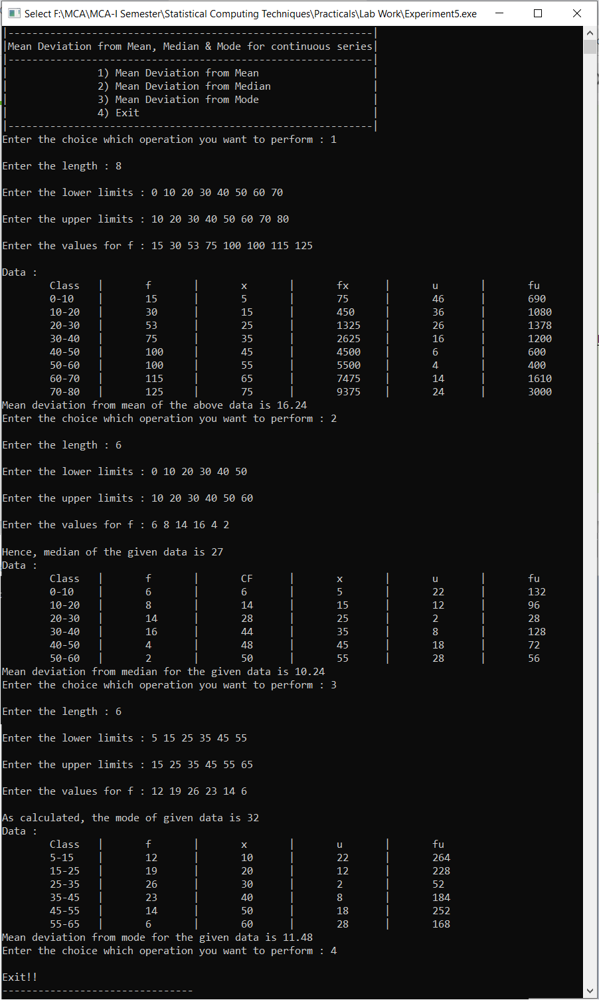 Select F:\MCA\MCA-I Semester\Statistical Computing Techniques\Practicals\Lab Work\Experiment5.exe
|-------------------------------------------------------------|
|Mean Deviation from Mean, Median & Mode for continuous series|
|-------------------------------------------------------------|
| 1) Mean Deviation from Mean |
| 2) Mean Deviation from Median |
| 3) Mean Deviation from Mode |
| 4) Exit |
|-------------------------------------------------------------|
Enter the choice which operation you want to perform : 1
Enter the length : 8
Enter the lower limits : 0 10 20 30 40 50 60 70
Enter the upper limits : 10 20 30 40 50 60 70 80
Enter the values for f : 15 30 53 75 100 100 115 125
Data :
Class | f | x | fx | u | fu
0-10 | 15 | 5 | 75 | 46 | 690
10-20 | 30 | 15 | 450 | 36 | 1080
20-30 | 53 | 25 | 1325 | 26 | 1378
30-40 | 75 | 35 | 2625 | 16 | 1200
40-50 | 100 | 45 | 4500 | 6 | 600
50-60 | 100 | 55 | 5500 | 4 | 400
60-70 | 115 | 65 | 7475 | 14 | 1610
70-80 | 125 | 75 | 9375 | 24 | 3000
Mean deviation from mean of the above data is 16.24
Enter the choice which operation you want to perform : 2
Enter the length : 6
Enter the lower limits : 0 10 20 30 40 50
Enter the upper limits : 10 20 30 40 50 60
Enter the values for f : 6 8 14 16 4 2
Hence, median of the given data is 27
Data :
Class | f | CF | x | u | fu
0-10 | 6 | 6 | 5 | 22 | 132
10-20 | 8 | 14 | 15 | 12 | 96
20-30 | 14 | 28 | 25 | 2 | 28
30-40 | 16 | 44 | 35 | 8 | 128
40-50 | 4 | 48 | 45 | 18 | 72
50-60 | 2 | 50 | 55 | 28 | 56
Mean deviation from median for the given data is 10.24
Enter the choice which operation you want to perform : 3
Enter the length : 6
Enter the lower limits : 5 15 25 35 45 55
Enter the upper limits : 15 25 35 45 55 65
Enter the values for f : 12 19 26 23 14 6
As calculated, the mode of given data is 32
Data :
Class | f | x | u | fu
5-15 | 12 | 10 | 22 | 264
15-25 | 19 | 20 | 12 | 228
25-35 | 26 | 30 | 2 | 52
35-45 | 23 | 40 | 8 | 184
45-55 | 14 | 50 | 18 | 252
55-65 | 6 | 60 | 28 | 168
Mean deviation from mode for the given data is 11.48
Enter the choice which operation you want to perform : 4
Exit!!
--------------------------------